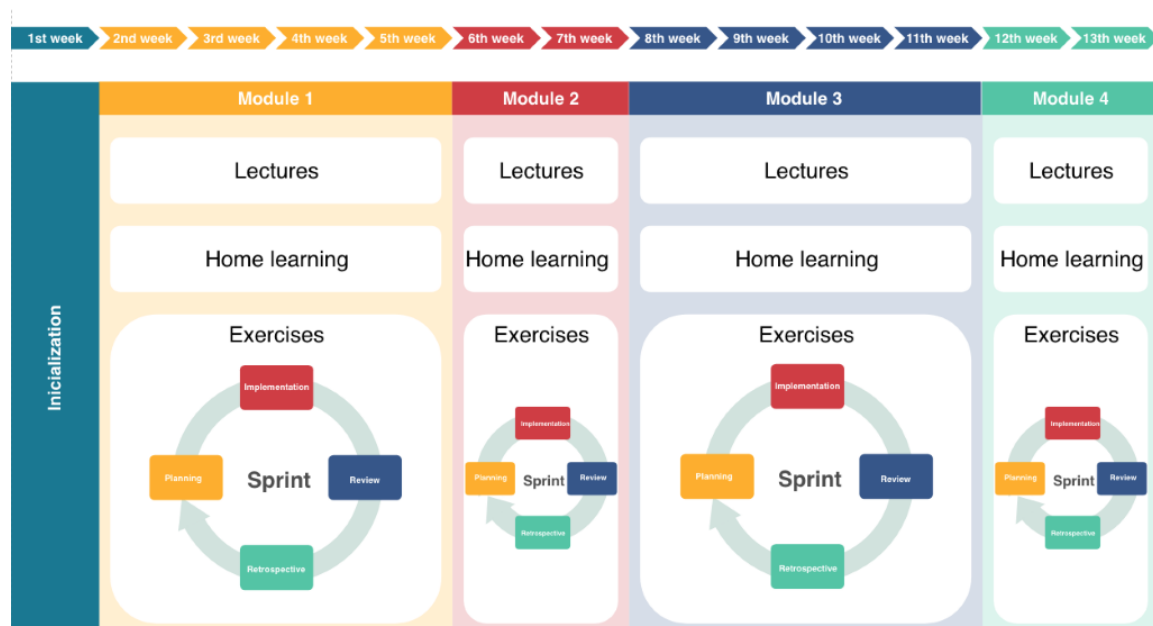 1st week 2nd week 3rd week 4th week 5th week 6th week 7th week 8th week 9th week 10th week 11th week 12th week 13th week
Inicialization
Module 1
Lectures
Home learning
Exercises
Implementation
Planning
Sprint
Review
Retrospective
Module 2
Lectures
Home learning
Exercises
Implementation
Planning
Sprint
Review
Retrospective
Module 3
Lectures
Home learning
Exercises
Implementation
Planning
Sprint
Review
Retrospective
Module 4
Lectures
Home learning
Exercises
Implementation
Planning
Sprint
Review
Retrospective